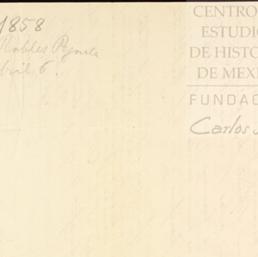 1858
Robles Pezuela
Abril 6.
CENTRO
ESTUDIO
DE HISTO
DE MEX
FUNDAC
Carlos